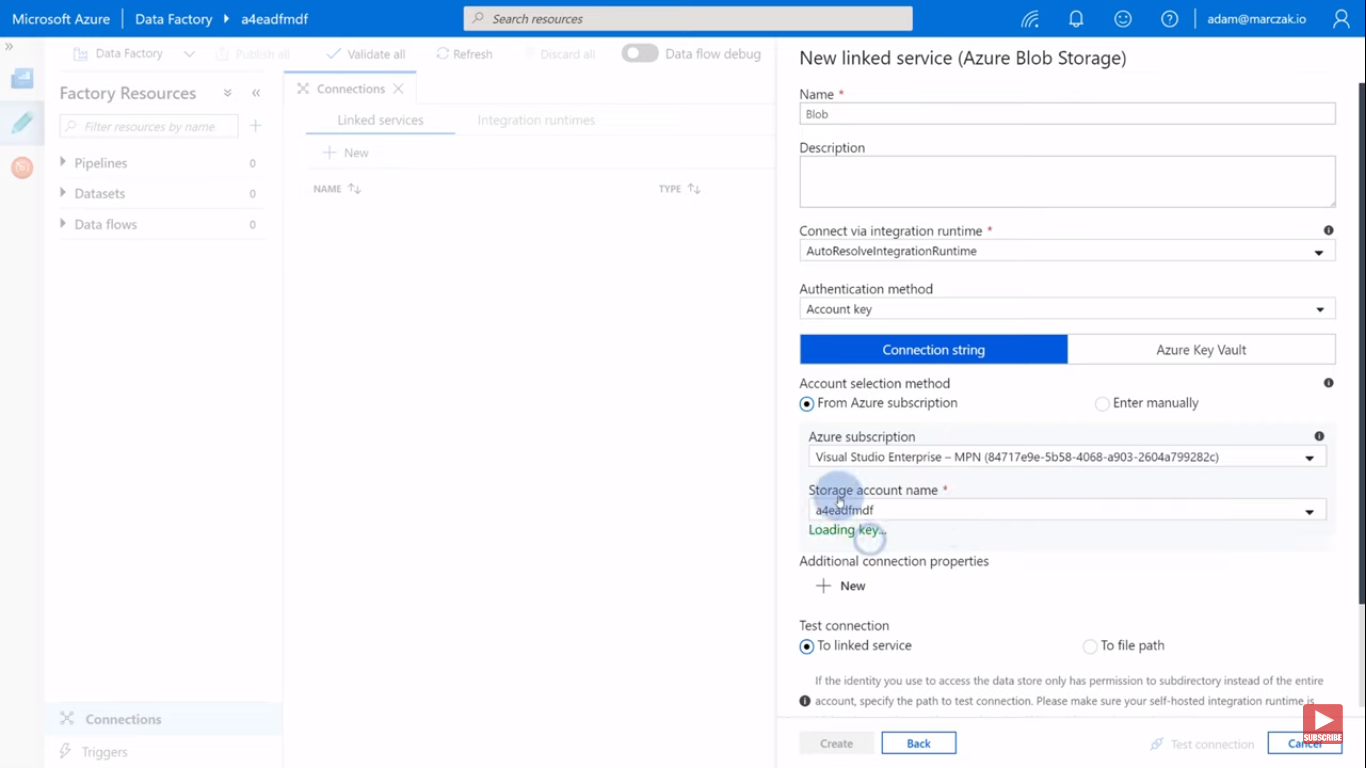 Microsoft Azure
Data Factory
a4eadfmdf
Search resources
adam@marczak.io
Data Factory
Publish all
Validate all
Refresh
Discard all
Data flow debug
Factory Resources
Filter resources by name
Pipelines 0
Datasets 0
Data flows 0
Connections
Triggers
Connections
Linked services
Integration runtimes
New
NAME
TYPE
New linked service (Azure Blob Storage)
Name *
Blob
Description
Connect via integration runtime *
AutoResolveIntegrationRuntime
Authentication method
Account key
Connection string
Azure Key Vault
Account selection method
From Azure subscription
Enter manually
Azure subscription
Visual Studio Enterprise – MPN (84717e9e-5b58-4068-a903-2604a799282c)
Storage account name *
a4eadfmdf
Loading key...
Additional connection properties
New
Test connection
To linked service
To file path
If the identity you use to access the data store only has permission to subdirectory instead of the entire
account, specify the path to test connection. Please make sure your self-hosted integration runtime is
Create
Back
Test connection
Cancel
SUBSCRIBE